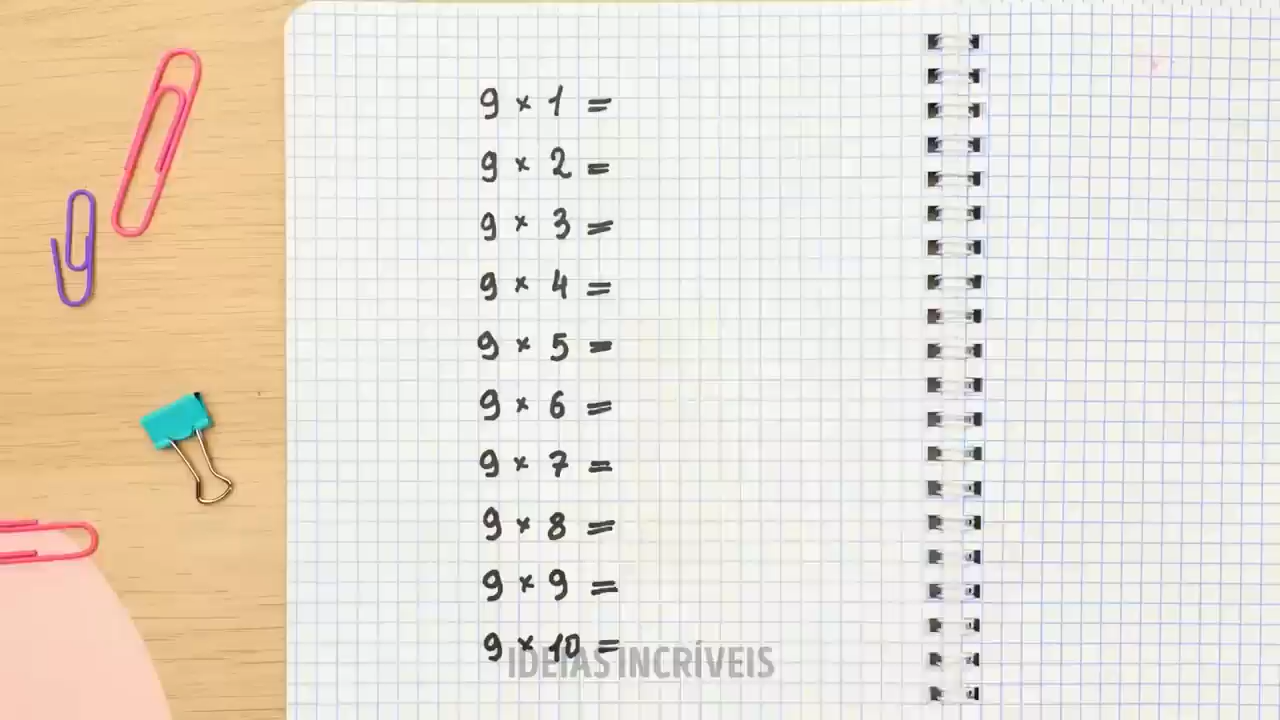 9 × 1 =
9 × 2 =
9 × 3 =
9 × 4 =
9 × 5 =
9 × 6 =
9 × 7 =
9 × 8 =
9 × 9 =
9 × 10 =
IDEIAS INCRÍVEIS